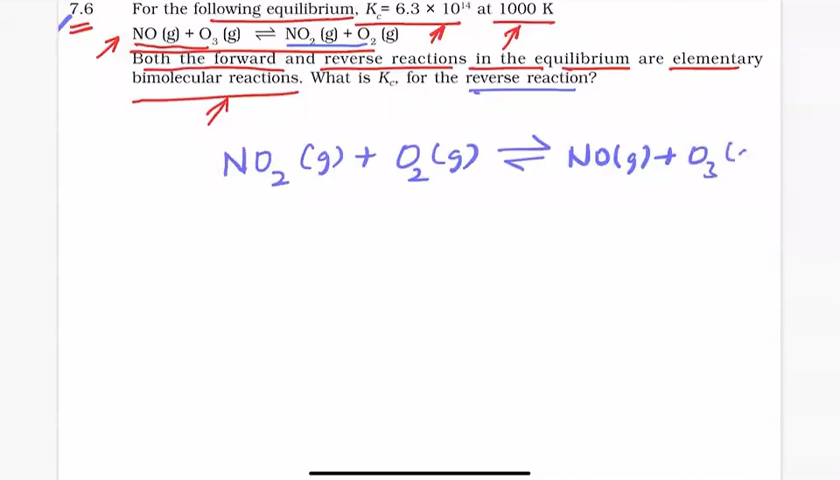 7.6 For the following equilibrium, K_c = 6.3 × 10¹⁴ at 1000 K
NO (g) + O₃ (g) ⇌ NO₂ (g) + O₂ (g)
Both the forward and reverse reactions in the equilibrium are elementary
bimolecular reactions. What is K_c, for the reverse reaction?
NO₂ (g) + O₂ (g) ⇌ NO(g) + O₃ (